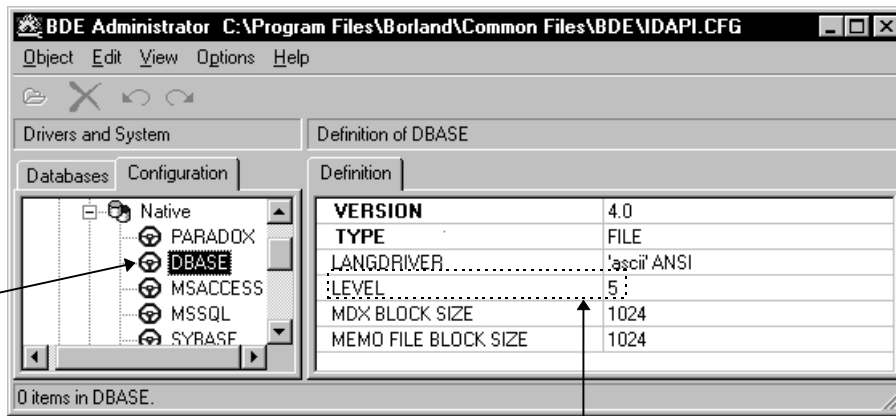 BDE Administrator C:\Program Files\Borland\Common Files\BDE\IDAPI.CFG
Object Edit View Options Help
Drivers and System
Definition of DBASE
Databases Configuration
Definition
Native
PARADOX
DBASE
MSACCESS
MSSQL
SYBASE
VERSION 4.0
TYPE FILE
LANGDRIVER 'ascii' ANSI
LEVEL 5
MDX BLOCK SIZE 1024
MEMO FILE BLOCK SIZE 1024
0 items in DBASE.